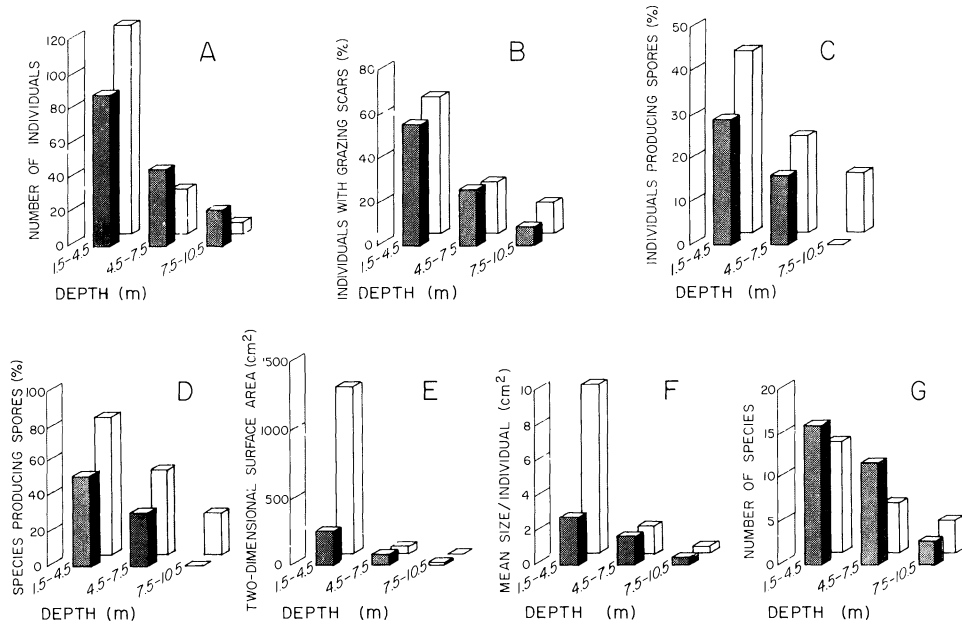 A
NUMBER OF INDIVIDUALS
120
100
80
60
40
20
0
1.5-4.5
4.5-7.5
7.5-10.5
DEPTH (m)
B
INDIVIDUALS WITH GRAZING SCARS (%)
80
60
40
20
0
1.5-4.5
4.5-7.5
7.5-10.5
DEPTH (m)
C
INDIVIDUALS PRODUCING SPORES (%)
50
40
30
20
10
0
1.5-4.5
4.5-7.5
7.5-10.5
DEPTH (m)
D
SPECIES PRODUCING SPORES (%)
100
80
60
40
20
0
1.5-4.5
4.5-7.5
7.5-10.5
DEPTH (m)
E
TWO-DIMENSIONAL SURFACE AREA (cm²)
1500
1000
500
0
1.5-4.5
4.5-7.5
7.5-10.5
DEPTH (m)
F
MEAN SIZE/INDIVIDUAL (cm²)
10
8
6
4
2
0
1.5-4.5
4.5-7.5
7.5-10.5
DEPTH (m)
G
NUMBER OF SPECIES
20
15
10
5
0
1.5-4.5
4.5-7.5
7.5-10.5
DEPTH (m)